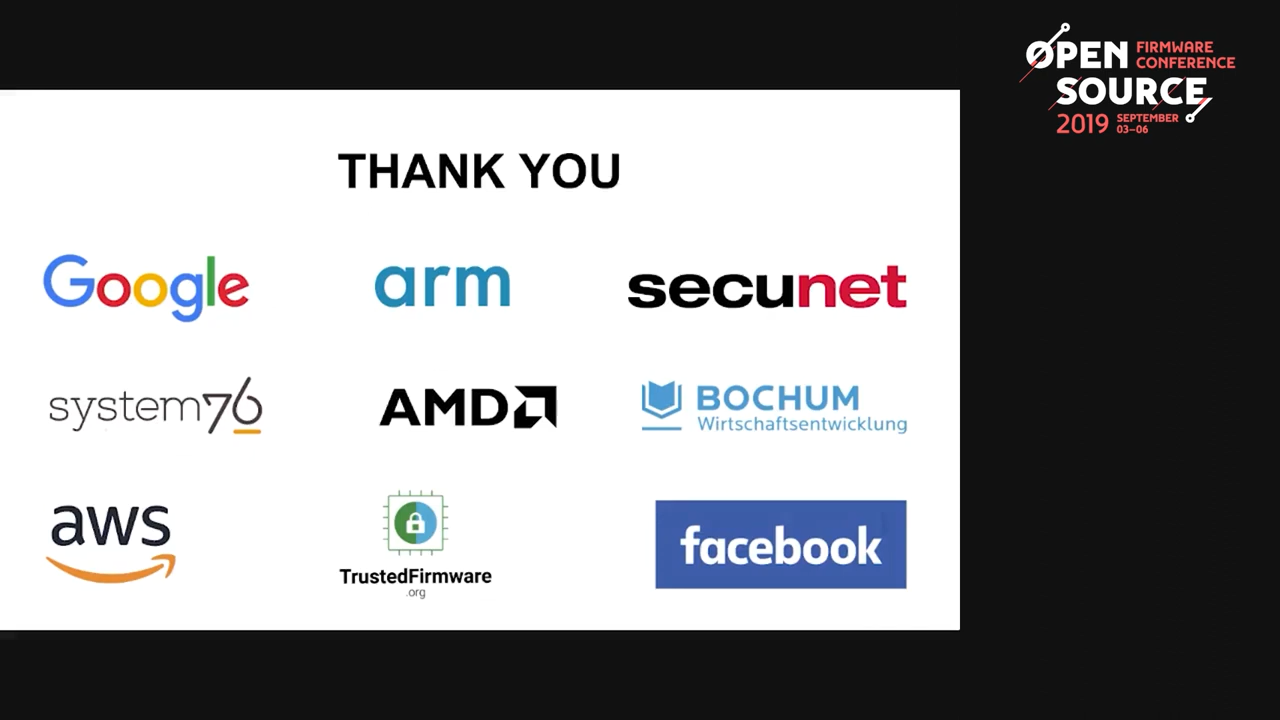 OPEN FIRMWARE
CONFERENCE
SOURCE
2019 SEPTEMBER
03–06
THANK YOU
Google arm secunet
system76 AMD BOCHUM
Wirtschaftsentwicklung
aws TrustedFirmware
.org
facebook